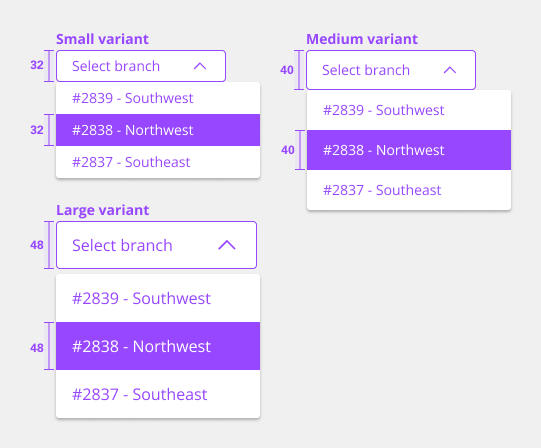 Small variant
32
Select branch
#2839 - Southwest
32
#2838 - Northwest
#2837 - Southeast
Medium variant
40
Select branch
#2839 - Southwest
40
#2838 - Northwest
#2837 - Southeast
Large variant
48
Select branch
#2839 - Southwest
48
#2838 - Northwest
#2837 - Southeast